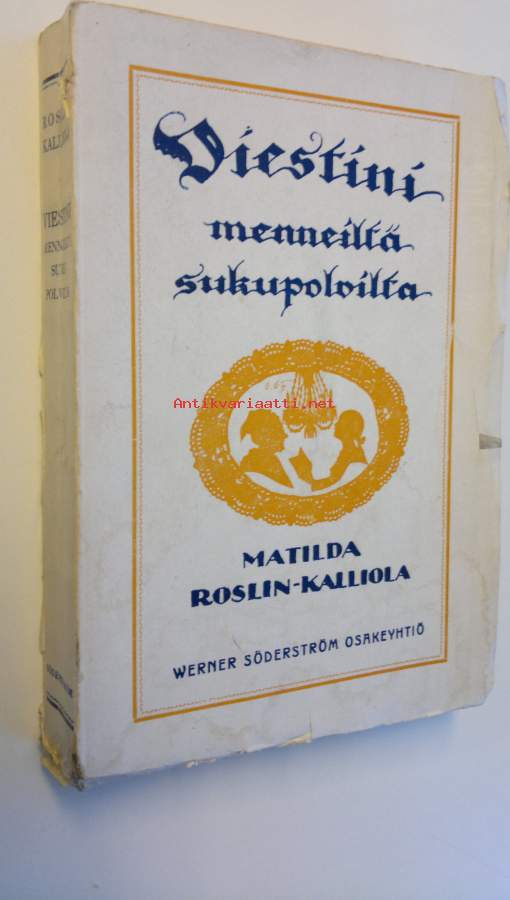 Viestini
menneiltä
sukupolvilta
Antikvariaatti.net
MATILDA
ROSLIN-KALLIOLA
WERNER SÖDERSTRÖM OSAKEYHTIÖ